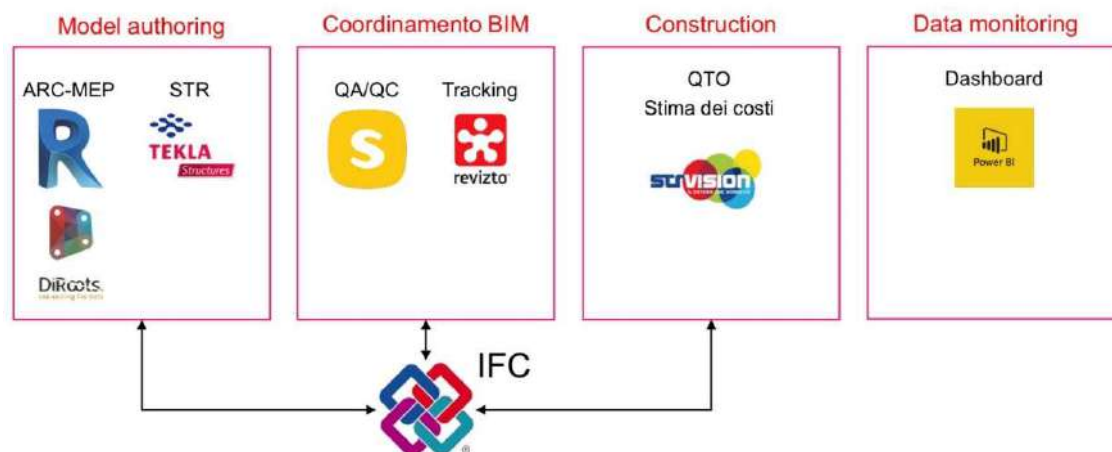 Model authoring
ARC-MEP
STR
R
TEKLA
Structures
DiRoots.
Coordinamento BIM
QA/QC
Tracking
S
revizto
Construction
QTO
Stima dei costi
STR VISION
Data monitoring
Dashboard
Power BI
IFC
®